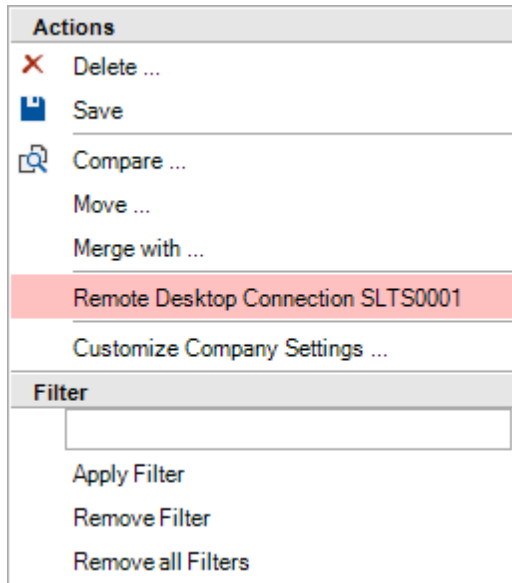 Actions
Delete ...
Save
Compare ...
Move ...
Merge with ...
Remote Desktop Connection SLTS0001
Customize Company Settings ...
Filter
Apply Filter
Remove Filter
Remove all Filters